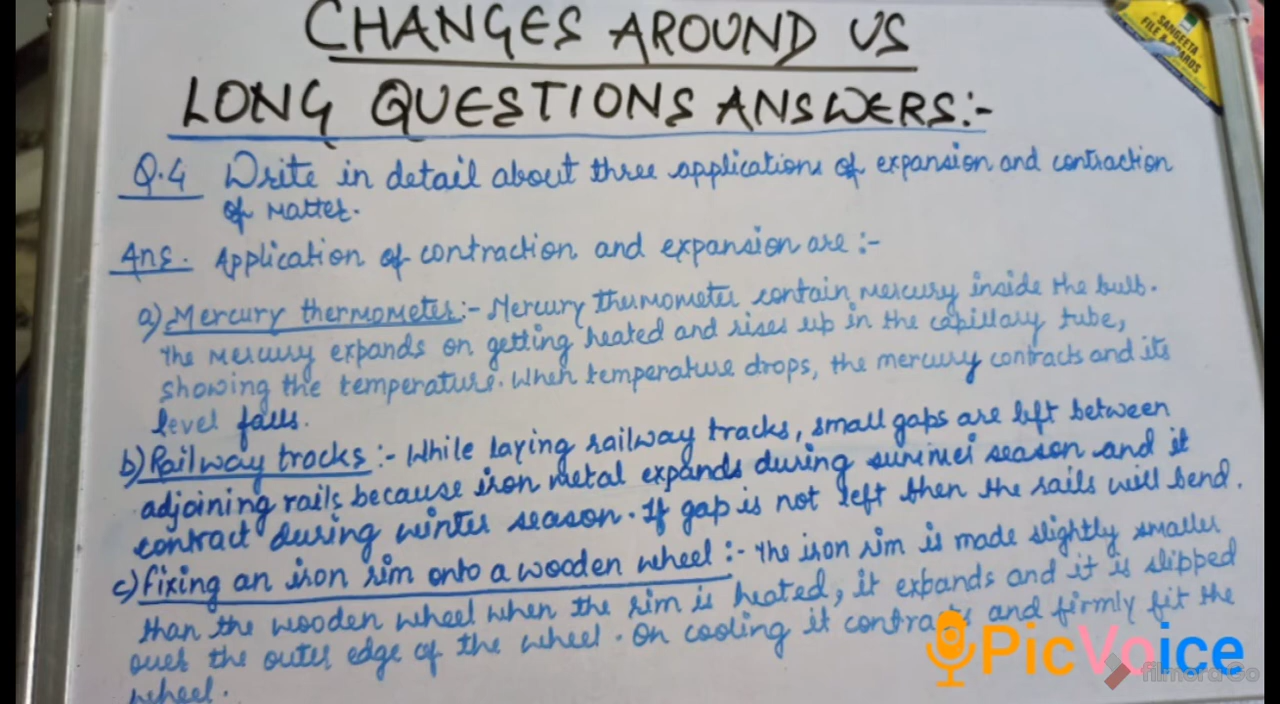 CHANGES AROUND US
LONG QUESTIONS ANSWERS:-
Q.4 Write in detail about three applications of expansion and contraction
of matter.
Ans. Application of contraction and expansion are :-
a) Mercury thermometer:- Mercury thermometer contain mercury inside the bulb.
The mercury expands on getting heated and rises up in the capillary tube,
showing the temperature. When temperature drops, the mercury contracts and its
level falls.
b) Railway tracks :- While laying railway tracks, small gaps are left between
adjoining rails because iron metal expands during summer season and it
contract during winter season. If gap is not left then the rails will bend.
c) fixing an iron rim onto a wooden wheel :- The iron rim is made slightly smaller
than the wooden wheel when the rim is heated, it expands and it is slipped
over the outer edge of the wheel. On cooling it contracts and firmly fit the
wheel.
SANGEETA
FILE & BOARDS
PicVoice
filmora Go